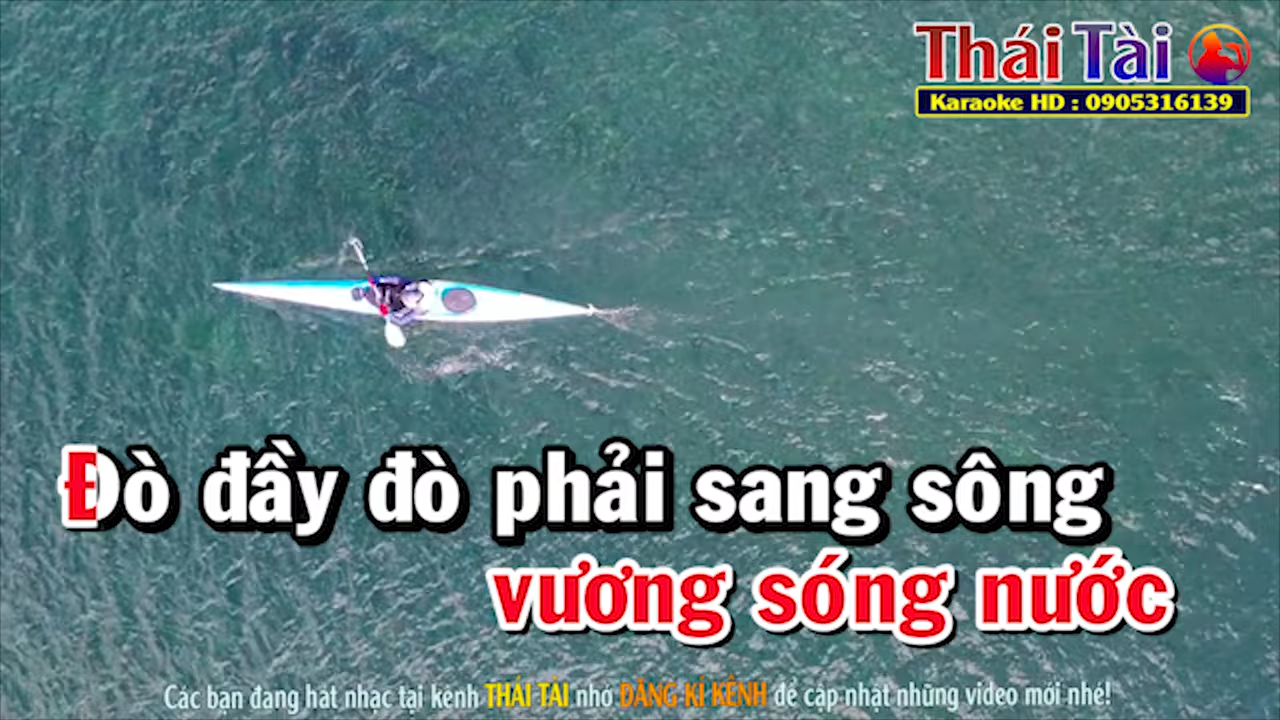 Thái Tài
Karaoke HD : 0905316139
Đò đầy đò phải sang sông
vương sóng nước
Các bạn đang hát nhạc tại kênh THÁI TÀI nhớ ĐĂNG KÍ KÊNH để cập nhật những video mới nhé!